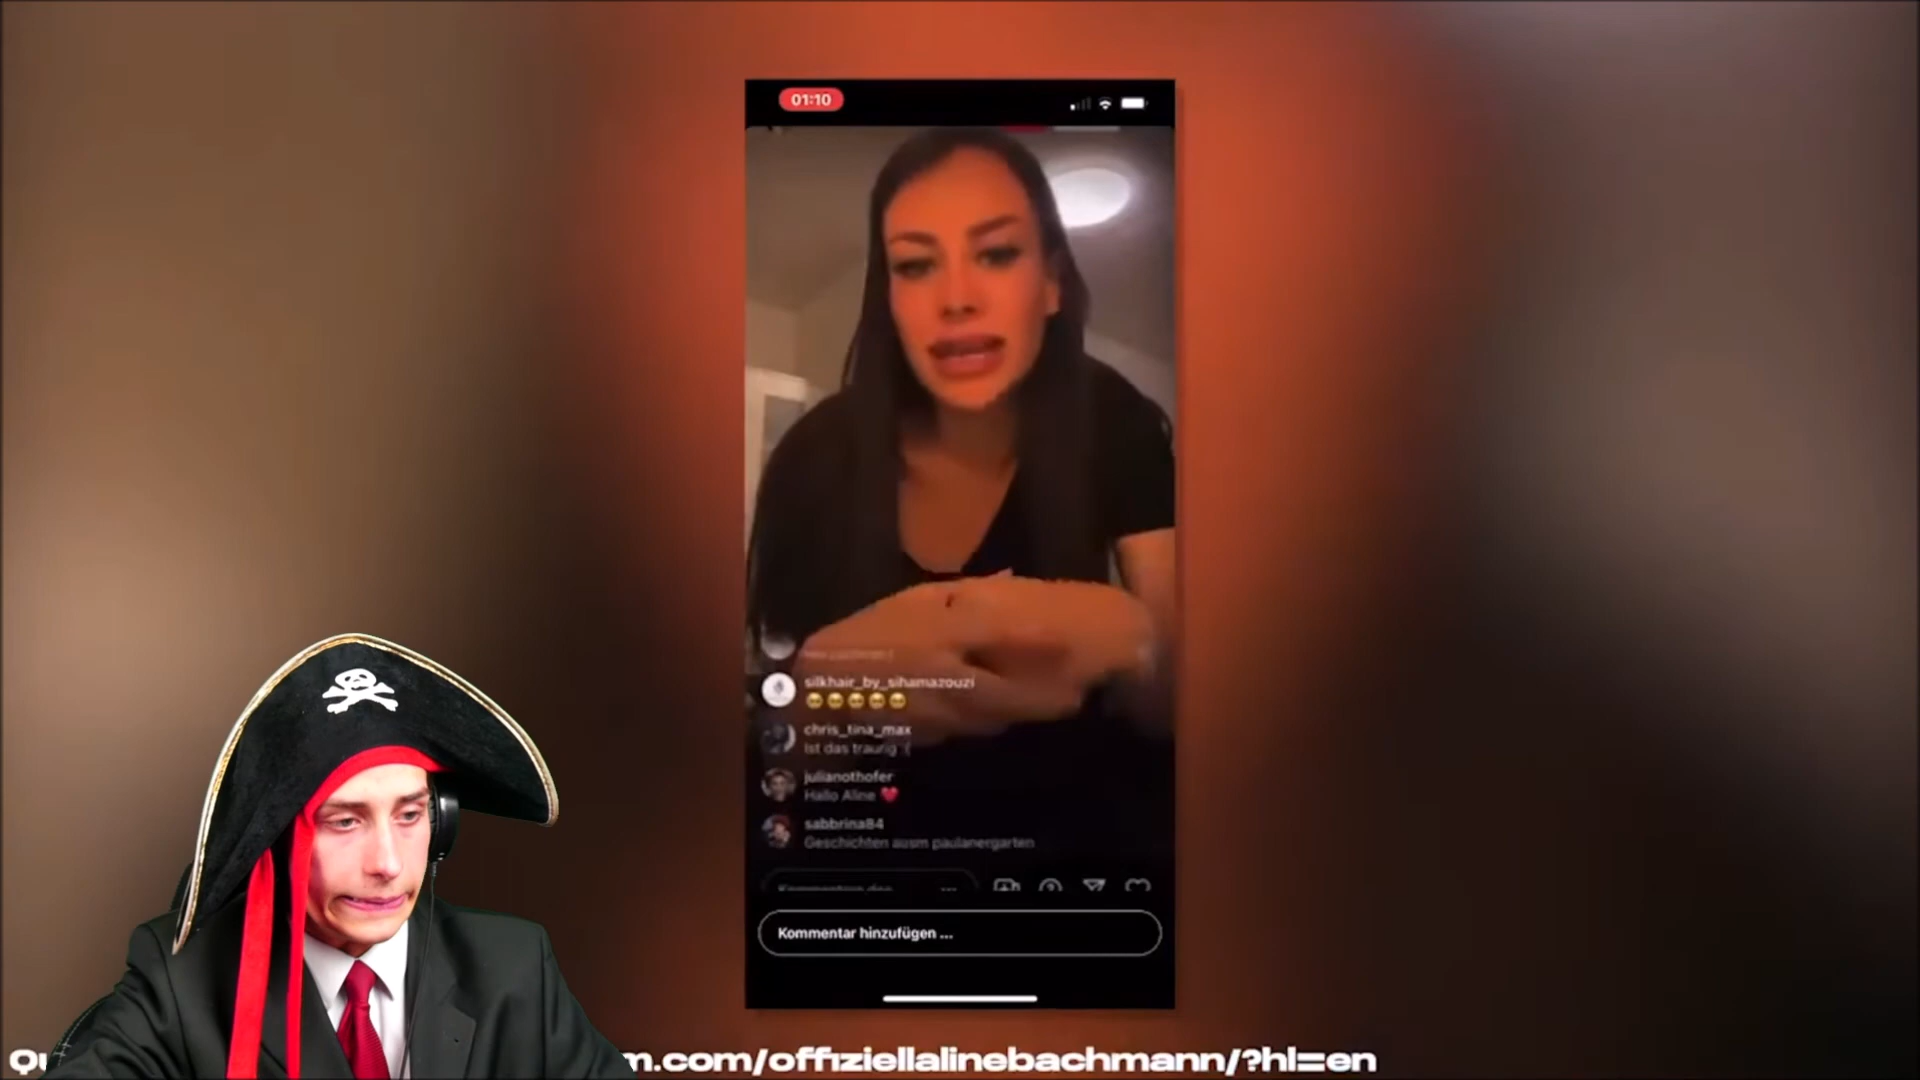 01:10
silkhair_by_sihamazouzi
🥺🥺🥺🥺🥺
chris_tina_max
Ist das traurig :(
julianothofer
Hallo Aline ❤️
sabbrina84
Geschichten ausm paulanergarten
Kommentar hinzufügen ...
Qu
m.com/offiziellalinebachmann/?hl=en